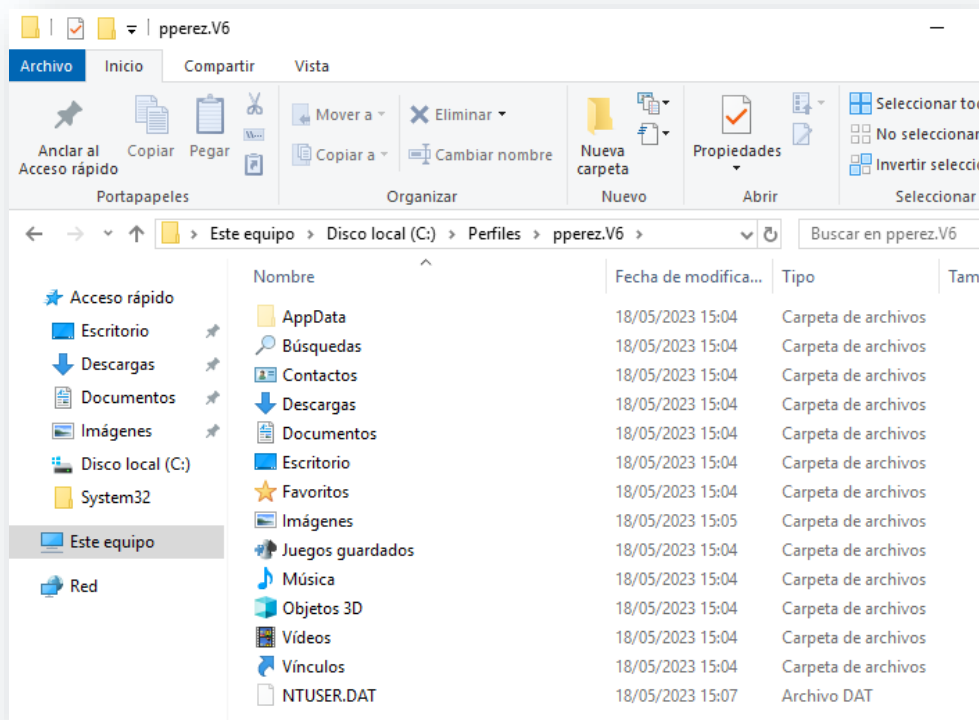 pperez.V6
Archivo Inicio Compartir Vista
Anclar al Acceso rápido Copiar Pegar
Mover a Eliminar
Copiar a Cambiar nombre
Nueva carpeta
Propiedades
Seleccionar
No seleccionar
Invertir
Portapapeles Organizar Nuevo Abrir Seleccionar
Este equipo > Disco local (C:) > Perfiles > pperez.V6 >
Buscar en pperez.V6
Acceso rápido
Escritorio
Descargas
Documentos
Imágenes
Disco local (C:)
System32
Este equipo
Red
Nombre Fecha de modifica... Tipo
AppData 18/05/2023 15:04 Carpeta de archivos
Búsquedas 18/05/2023 15:04 Carpeta de archivos
Contactos 18/05/2023 15:04 Carpeta de archivos
Descargas 18/05/2023 15:04 Carpeta de archivos
Documentos 18/05/2023 15:04 Carpeta de archivos
Escritorio 18/05/2023 15:04 Carpeta de archivos
Favoritos 18/05/2023 15:04 Carpeta de archivos
Imágenes 18/05/2023 15:05 Carpeta de archivos
Juegos guardados 18/05/2023 15:04 Carpeta de archivos
Música 18/05/2023 15:04 Carpeta de archivos
Objetos 3D 18/05/2023 15:04 Carpeta de archivos
Vídeos 18/05/2023 15:04 Carpeta de archivos
Vínculos 18/05/2023 15:04 Carpeta de archivos
NTUSER.DAT 18/05/2023 15:07 Archivo DAT